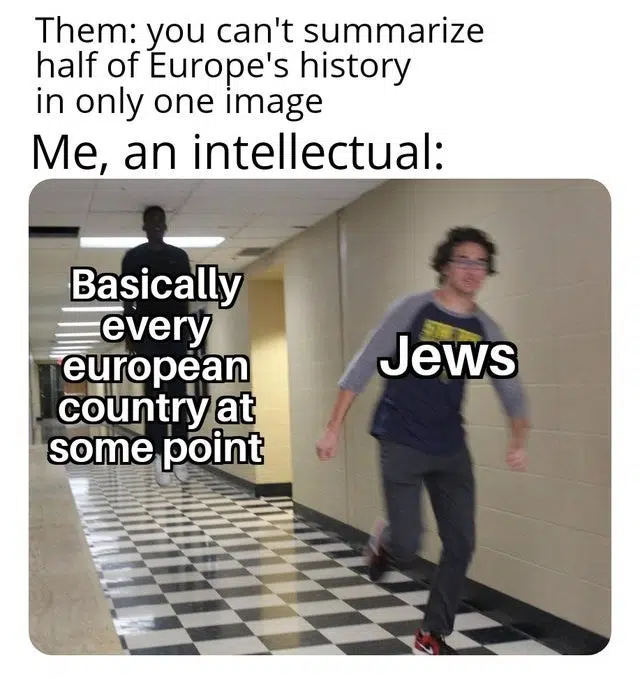 Them: you can't summarize
half of Europe's history
in only one image
Me, an intellectual:
Basically
every
european
country at
some point
Jews